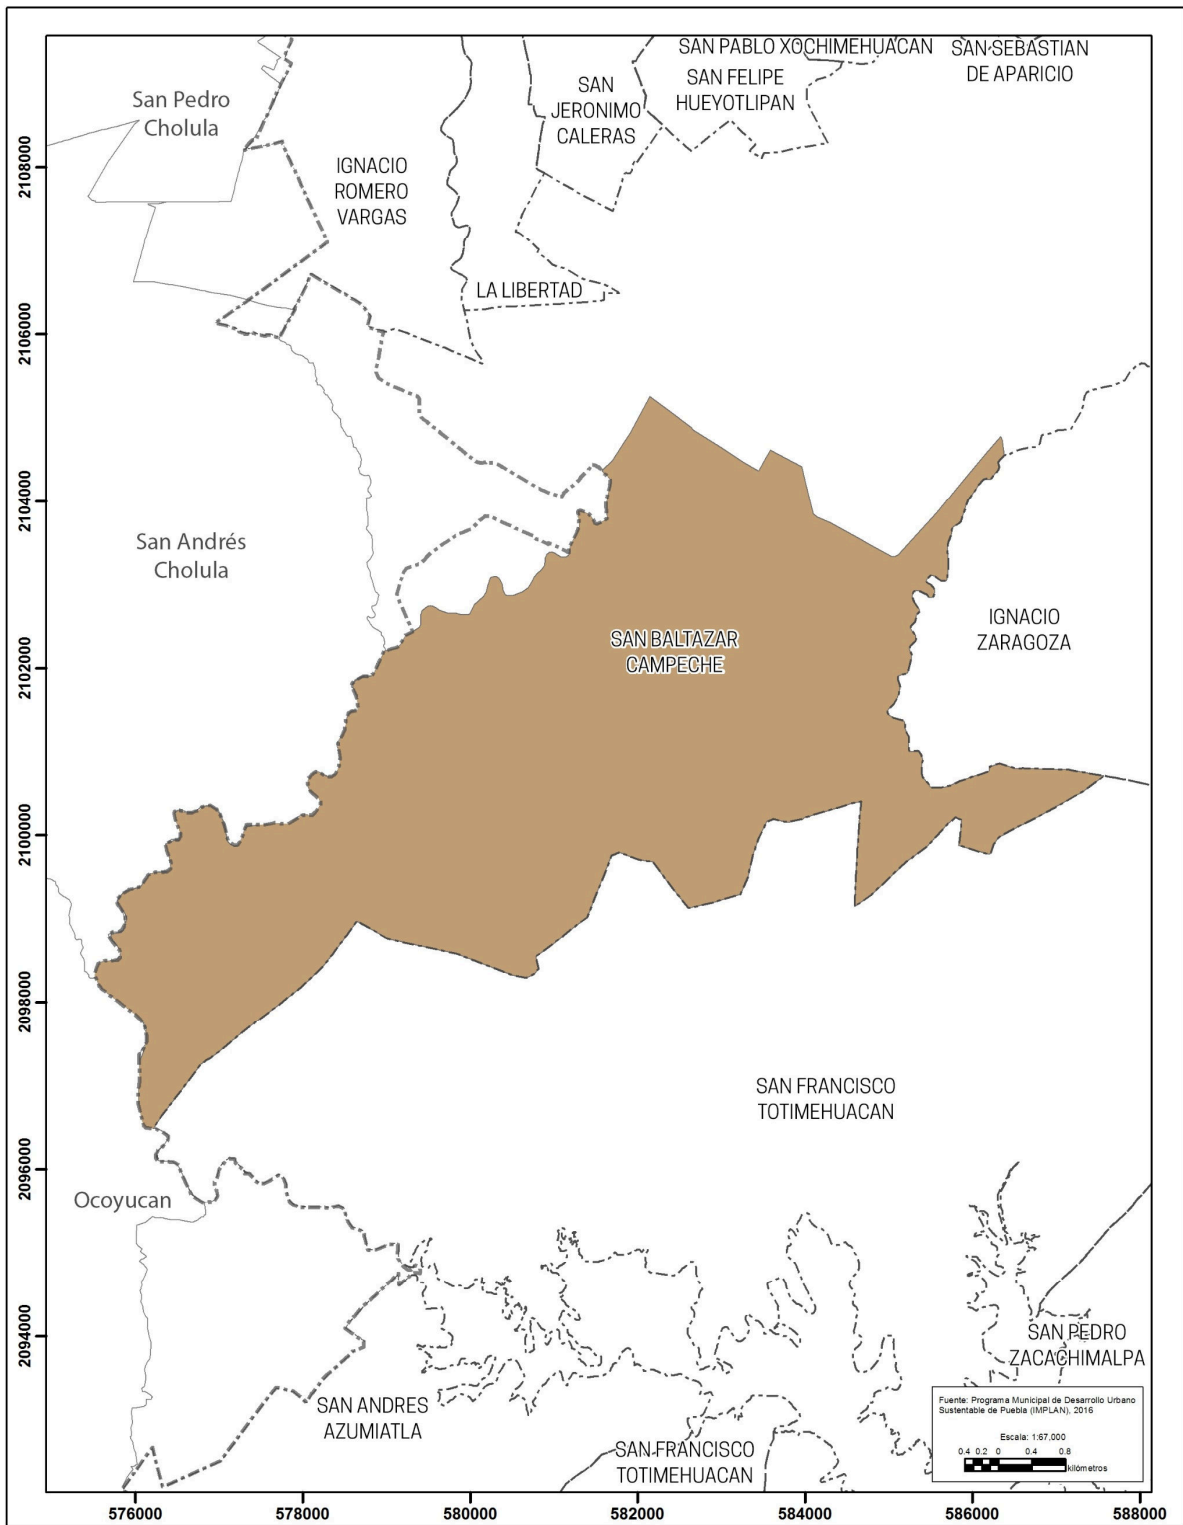 SAN PABLO XOCHIMEHUACAN
SAN SEBASTIAN
DE APARICIO
SAN FELIPE
HUEYOTLIPAN
SAN
JERONIMO
CALERAS
San Pedro
Cholula
IGNACIO
ROMERO
VARGAS
LA LIBERTAD
San Andrés
Cholula
SAN BALTAZAR
CAMPECHE
IGNACIO
ZARAGOZA
SAN FRANCISCO
TOTIMEHUACAN
Ocoyucan
SAN PEDRO
ZACACHIMALPA
SAN ANDRES
AZUMIATLA
SAN FRANCISCO
TOTIMEHUACAN
Fuente: Programa Municipal de Desarrollo Urbano
Sustentable de Puebla (IMPLAN), 2016
Escala: 1:67,000
0.4 0.2 0 0.4 0.8
kilómetros
2108000
2106000
2104000
2102000
2100000
2098000
2096000
2094000
576000 578000 580000 582000 584000 586000 588000